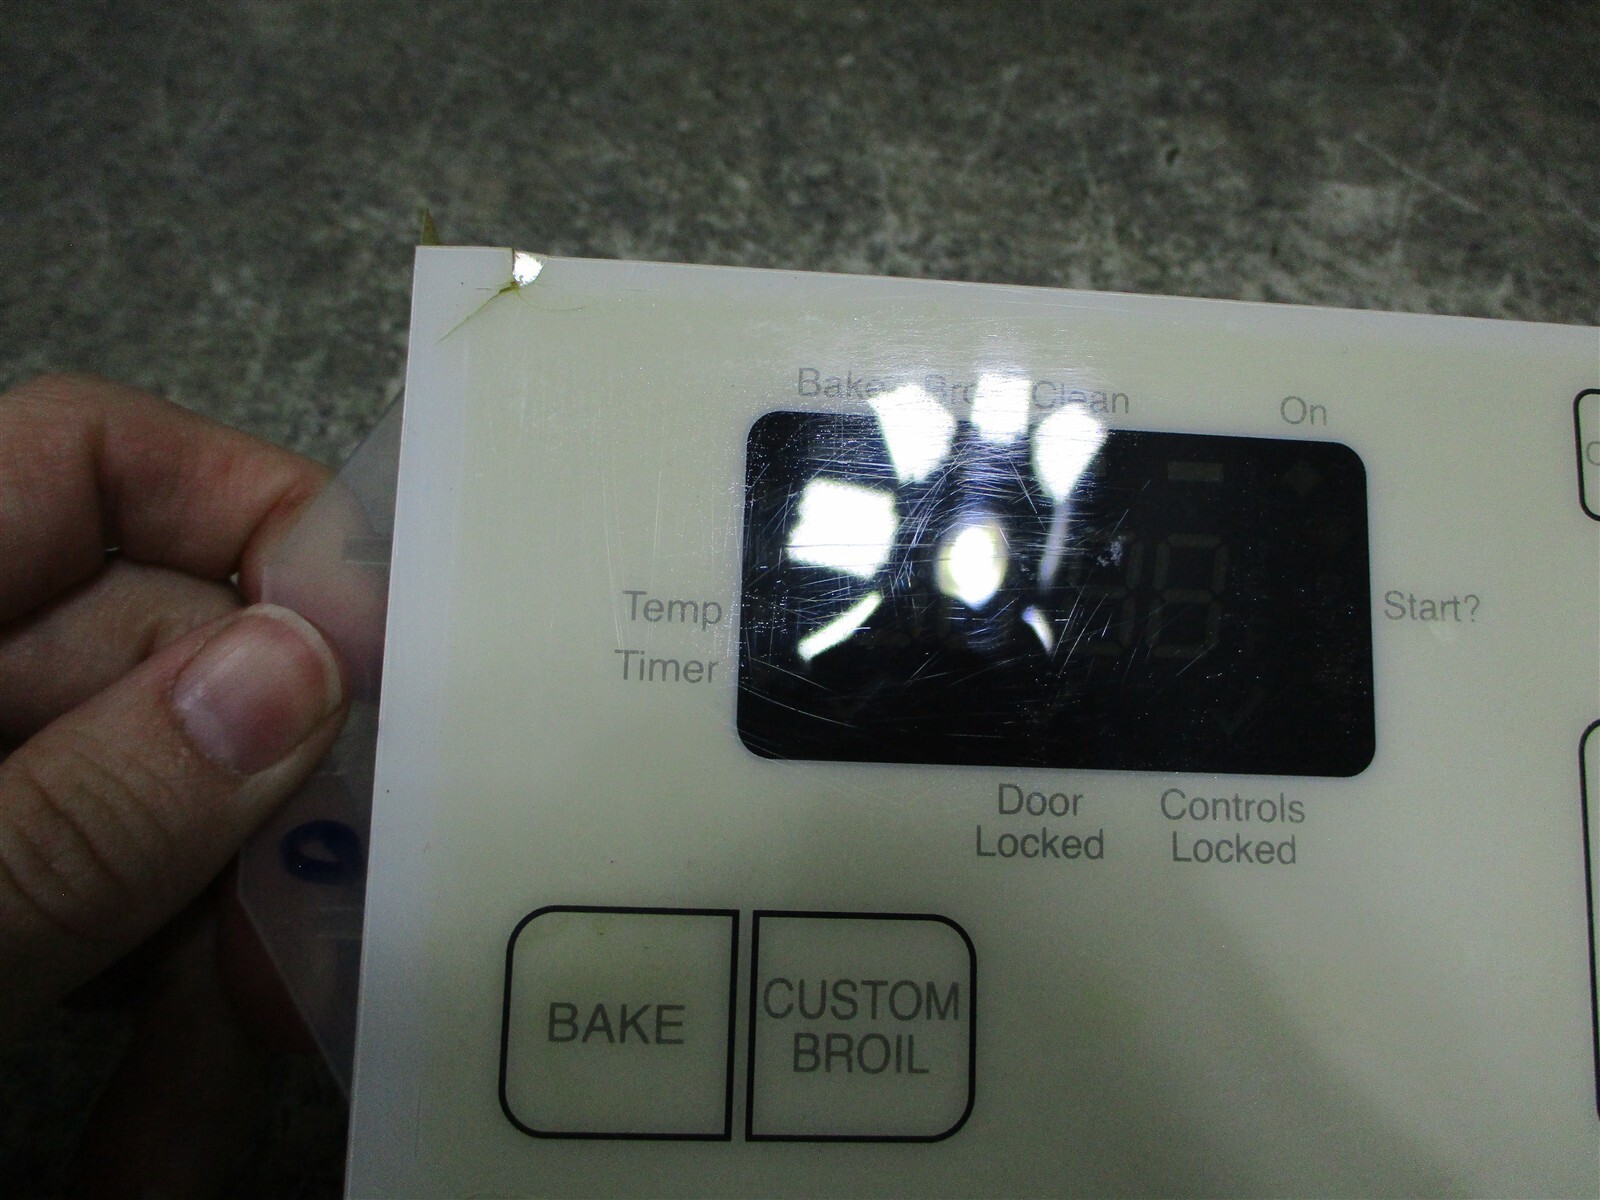 Bake Broil Clean On
Temp
Timer
Start?
Door
Locked
Controls
Locked
BAKE
CUSTOM
BROIL